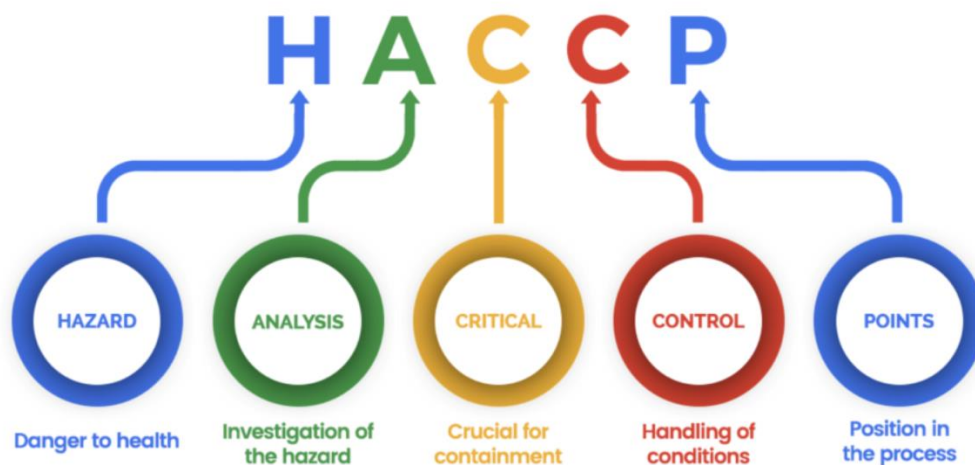 HACCP
HAZARD
ANALYSIS
CRITICAL
CONTROL
POINTS
Danger to health
Investigation of
the hazard
Crucial for
containment
Handling of
conditions
Position in
the process